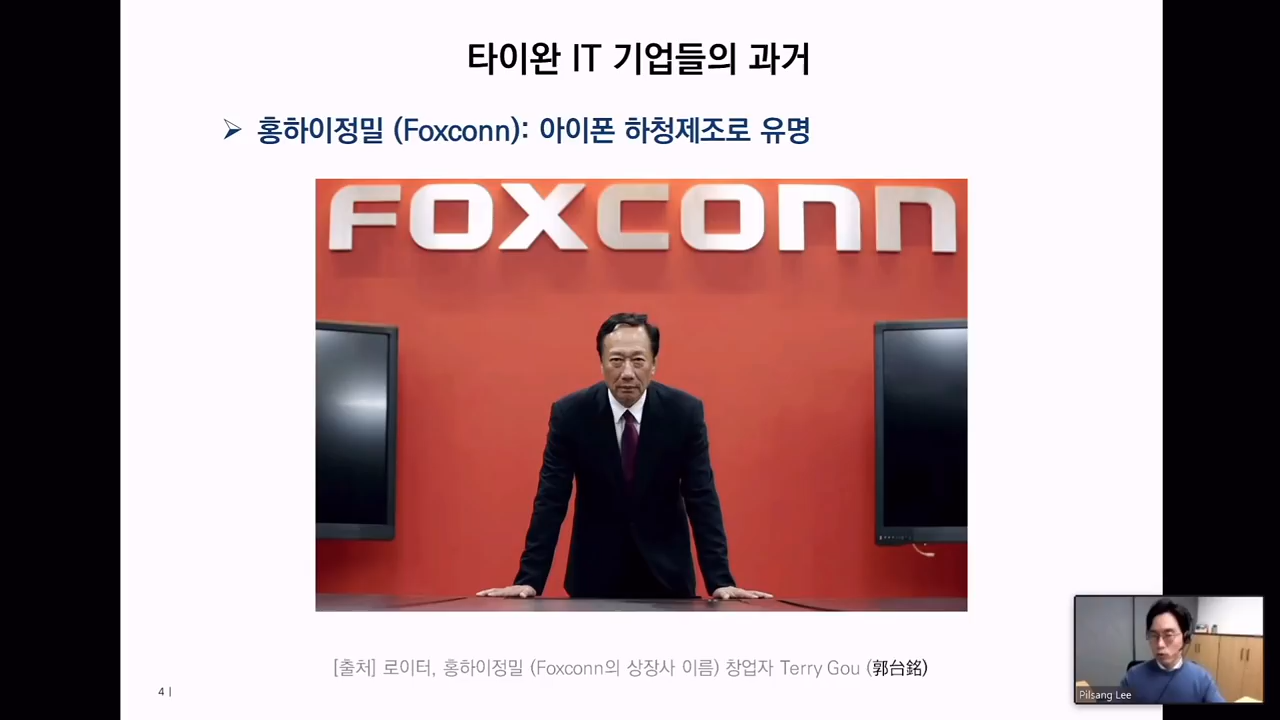 타이완 IT 기업들의 과거
➢ 홍하이정밀 (Foxconn): 아이폰 하청제조로 유명
FOXCONN
[출처] 로이터, 홍하이정밀 (Foxconn의 상장사 이름) 창업자 Terry Gou (郭台銘)
4 |
Pilsang Lee